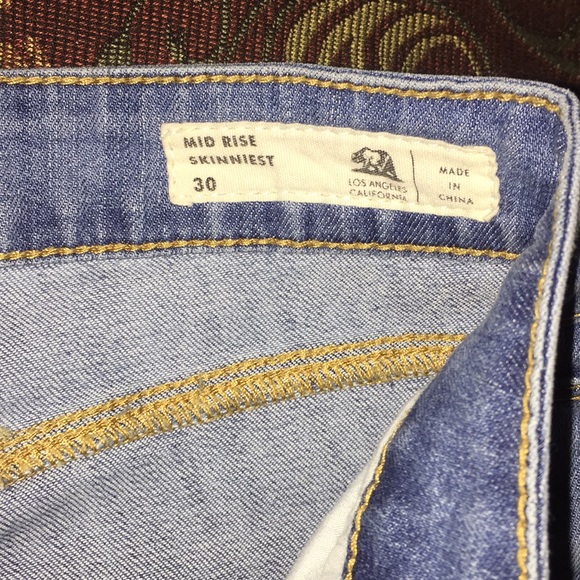 MID RISE
SKINNIEST
30
LOS ANGELES
CALIFORNIA
MADE
IN
CHINA